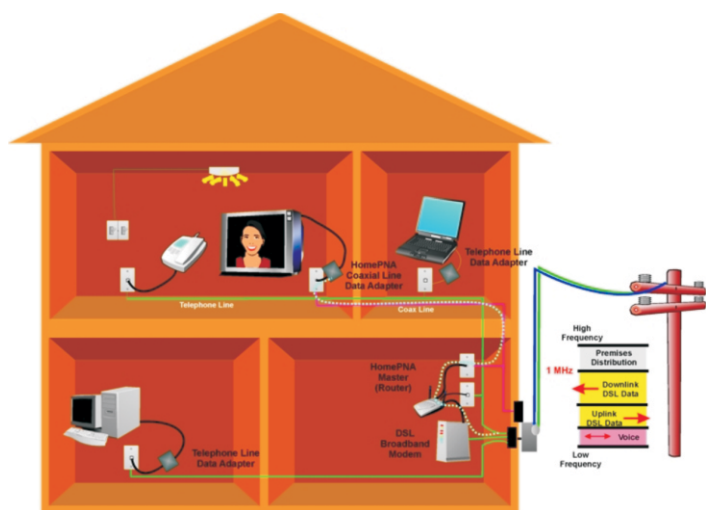 HomePNA
Coaxial Line
Data Adapter
Telephone Line
Data Adapter
Telephone Line
Coax Line
HomePNA
Master
(Router)
DSL
Broadband
Modem
Telephone Line
Data Adapter
High
Frequency
Premises
Distribution
1 MHz
Downlink
DSL Data
Uplink
DSL Data
Voice
Low
Frequency